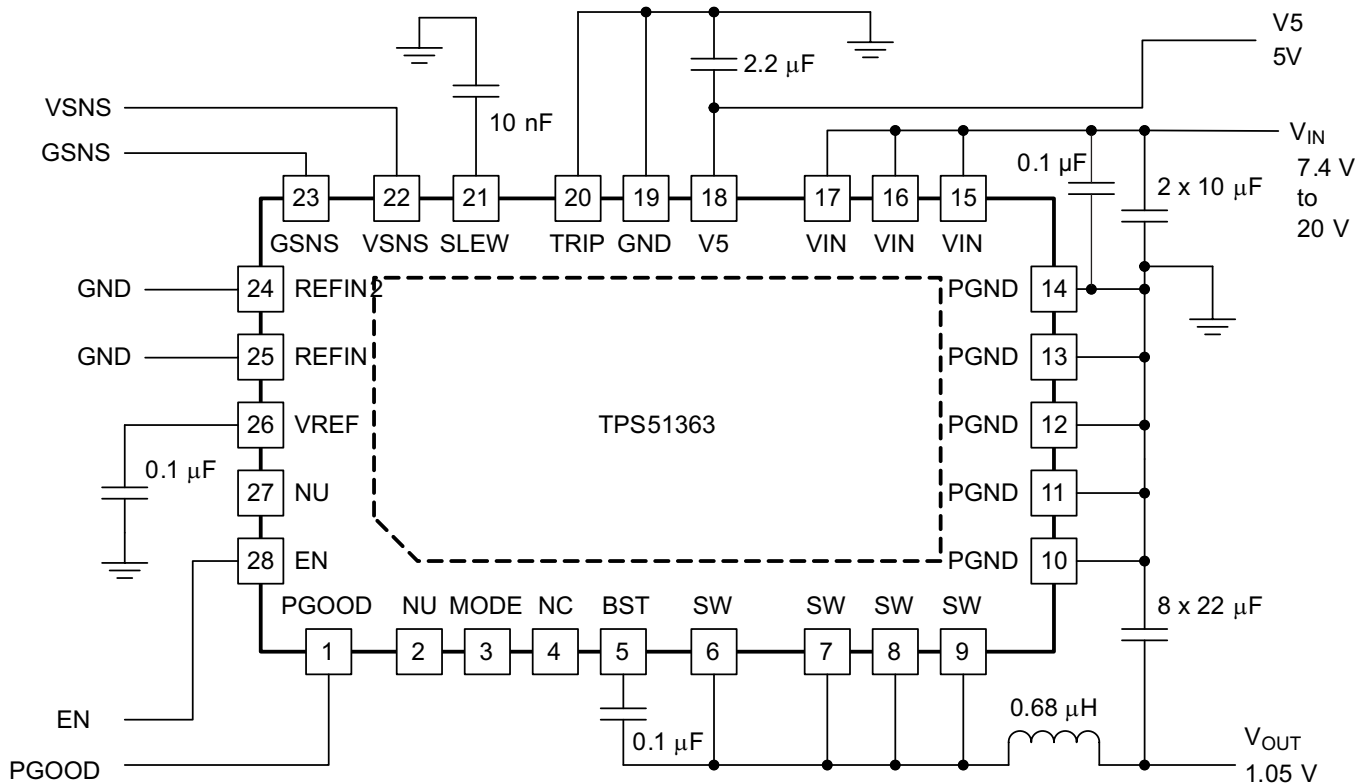 V5
5V
2.2 μF
10 nF
VSNS
GSNS
V_IN
7.4 V
to
20 V
0.1 μF
2 x 10 μF
23 22 21 20 19 18 17 16 15
GSNS VSNS SLEW TRIP GND V5 VIN VIN VIN
GND 24 REFIN2 PGND 14
GND 25 REFIN PGND 13
26 VREF TPS51363 PGND 12
0.1 μF
27 NU PGND 11
28 EN PGND 10
PGOOD NU MODE NC BST SW SW SW SW
8 x 22 μF
1 2 3 4 5 6 7 8 9
EN
0.1 μF
0.68 μH
PGOOD
V_OUT
1.05 V